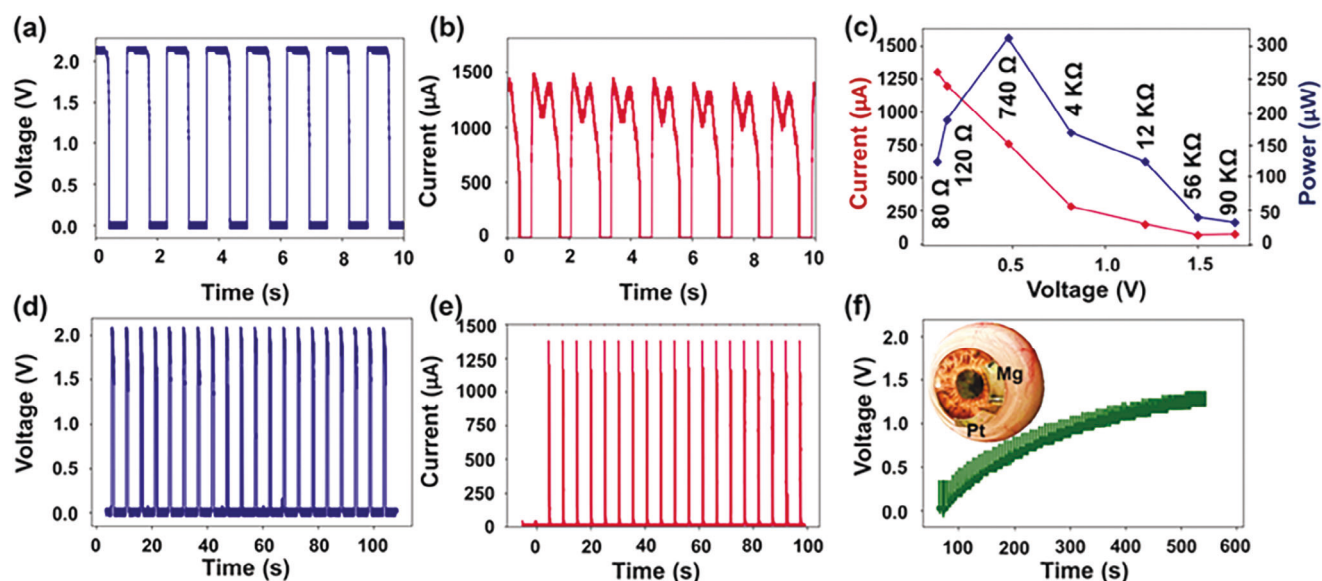 (a)
Voltage (V)
2.0
1.5
1.0
0.5
0.0
0 2 4 6 8 10
Time (s)
(b)
Current (μA)
1500
1000
500
0
0 2 4 6 8 10
Time (s)
(c)
Current (μA)
1500
1250
1000
750
500
250
0
80 Ω
120 Ω
740 Ω
4 KΩ
12 KΩ
56 KΩ
90 KΩ
300
250
200
150
100
50
0
Power (μW)
0.5 1.0 1.5
Voltage (V)
(d)
Voltage (V)
2.0
1.5
1.0
0.5
0.0
0 20 40 60 80 100
Time (s)
(e)
Current (μA)
1500
1250
1000
750
500
250
0
0 20 40 60 80 100
Time (s)
(f)
Voltage (V)
2.0
1.5
1.0
0.5
0.0
Mg
Pt
100 200 300 400 500 600
Time (s)